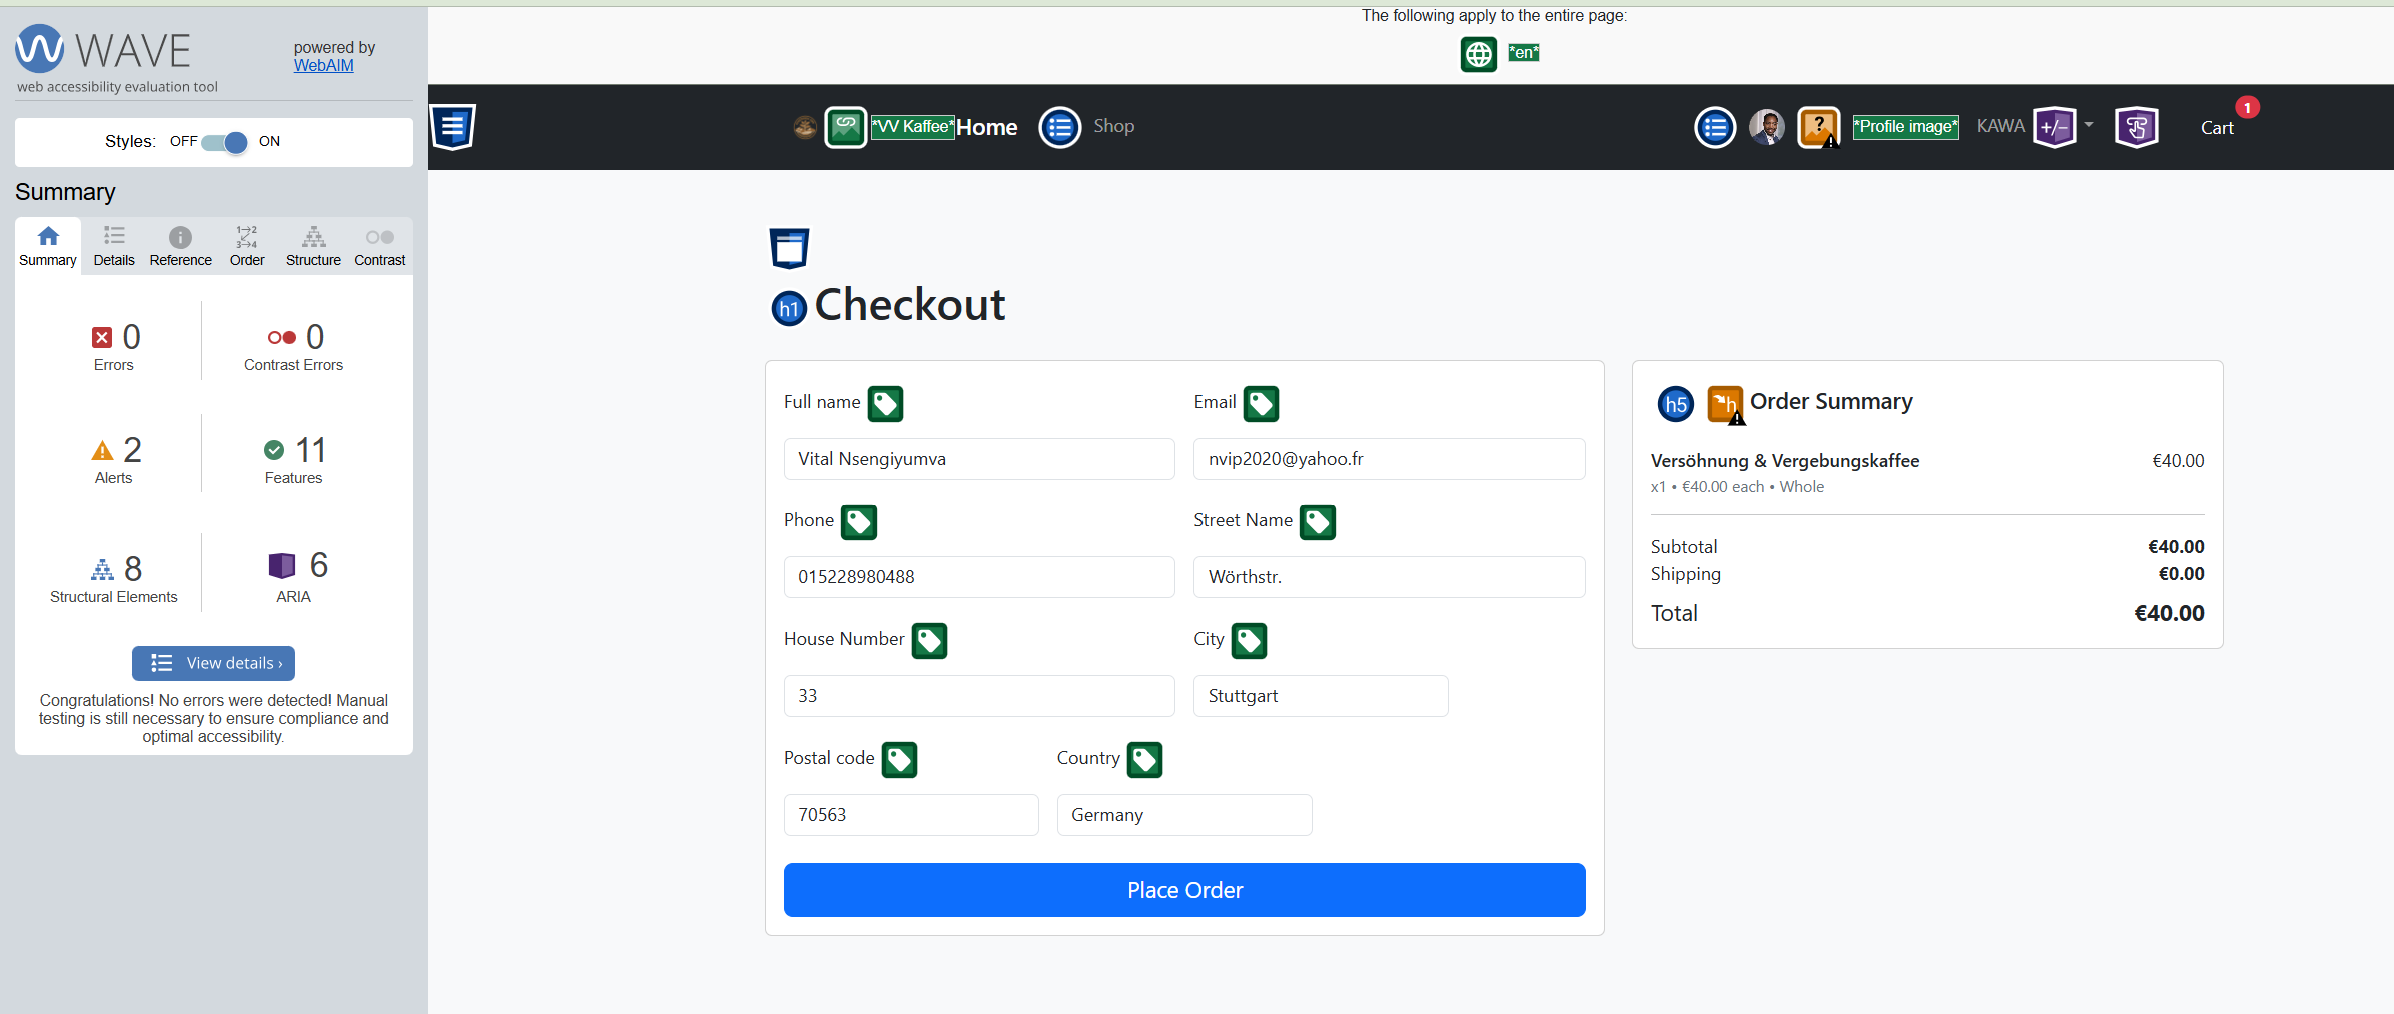 The following apply to the entire page:
*en*
WAVE
powered by
WebAIM
web accessibility evaluation tool
Styles: OFF ON
Summary
Summary Details Reference Order Structure Contrast
0
Errors
0
Contrast Errors
2
Alerts
11
Features
8
Structural Elements
6
ARIA
View details ›
Congratulations! No errors were detected! Manual
testing is still necessary to ensure compliance and
optimal accessibility.
*VV Kaffee* Home Shop *Profile image* KAWA +/- Cart 1
h1 Checkout
Full name
Email
Vital Nsengiyumva
nvip2020@yahoo.fr
Phone
Street Name
015228980488
Wörthstr.
House Number
City
33
Stuttgart
Postal code
Country
70563
Germany
Place Order
h5 h Order Summary
Versöhnung & Vergebungskaffee €40.00
x1 • €40.00 each • Whole
Subtotal €40.00
Shipping €0.00
Total €40.00